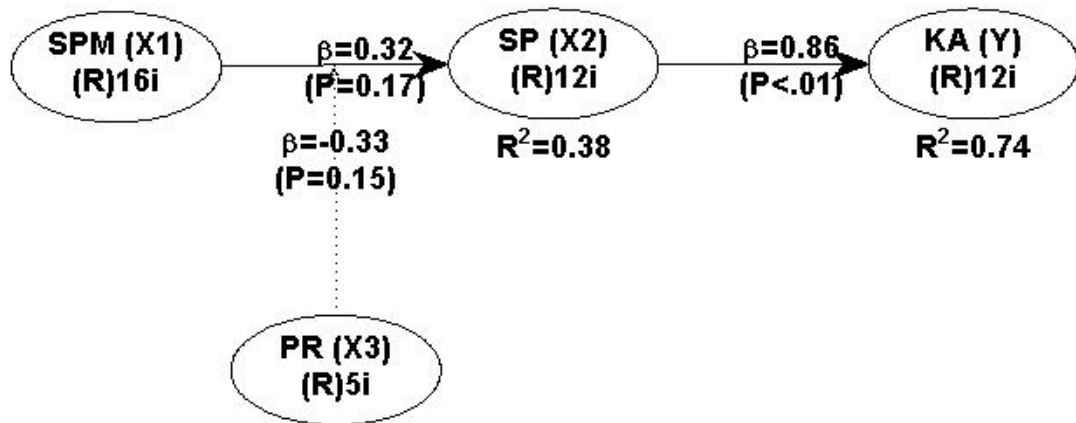 SPM (X1)
(R)16i
β=0.32
(P=0.17)
SP (X2)
(R)12i
R²=0.38
β=0.86
(P<.01)
KA (Y)
(R)12i
R²=0.74
β=-0.33
(P=0.15)
PR (X3)
(R)5i